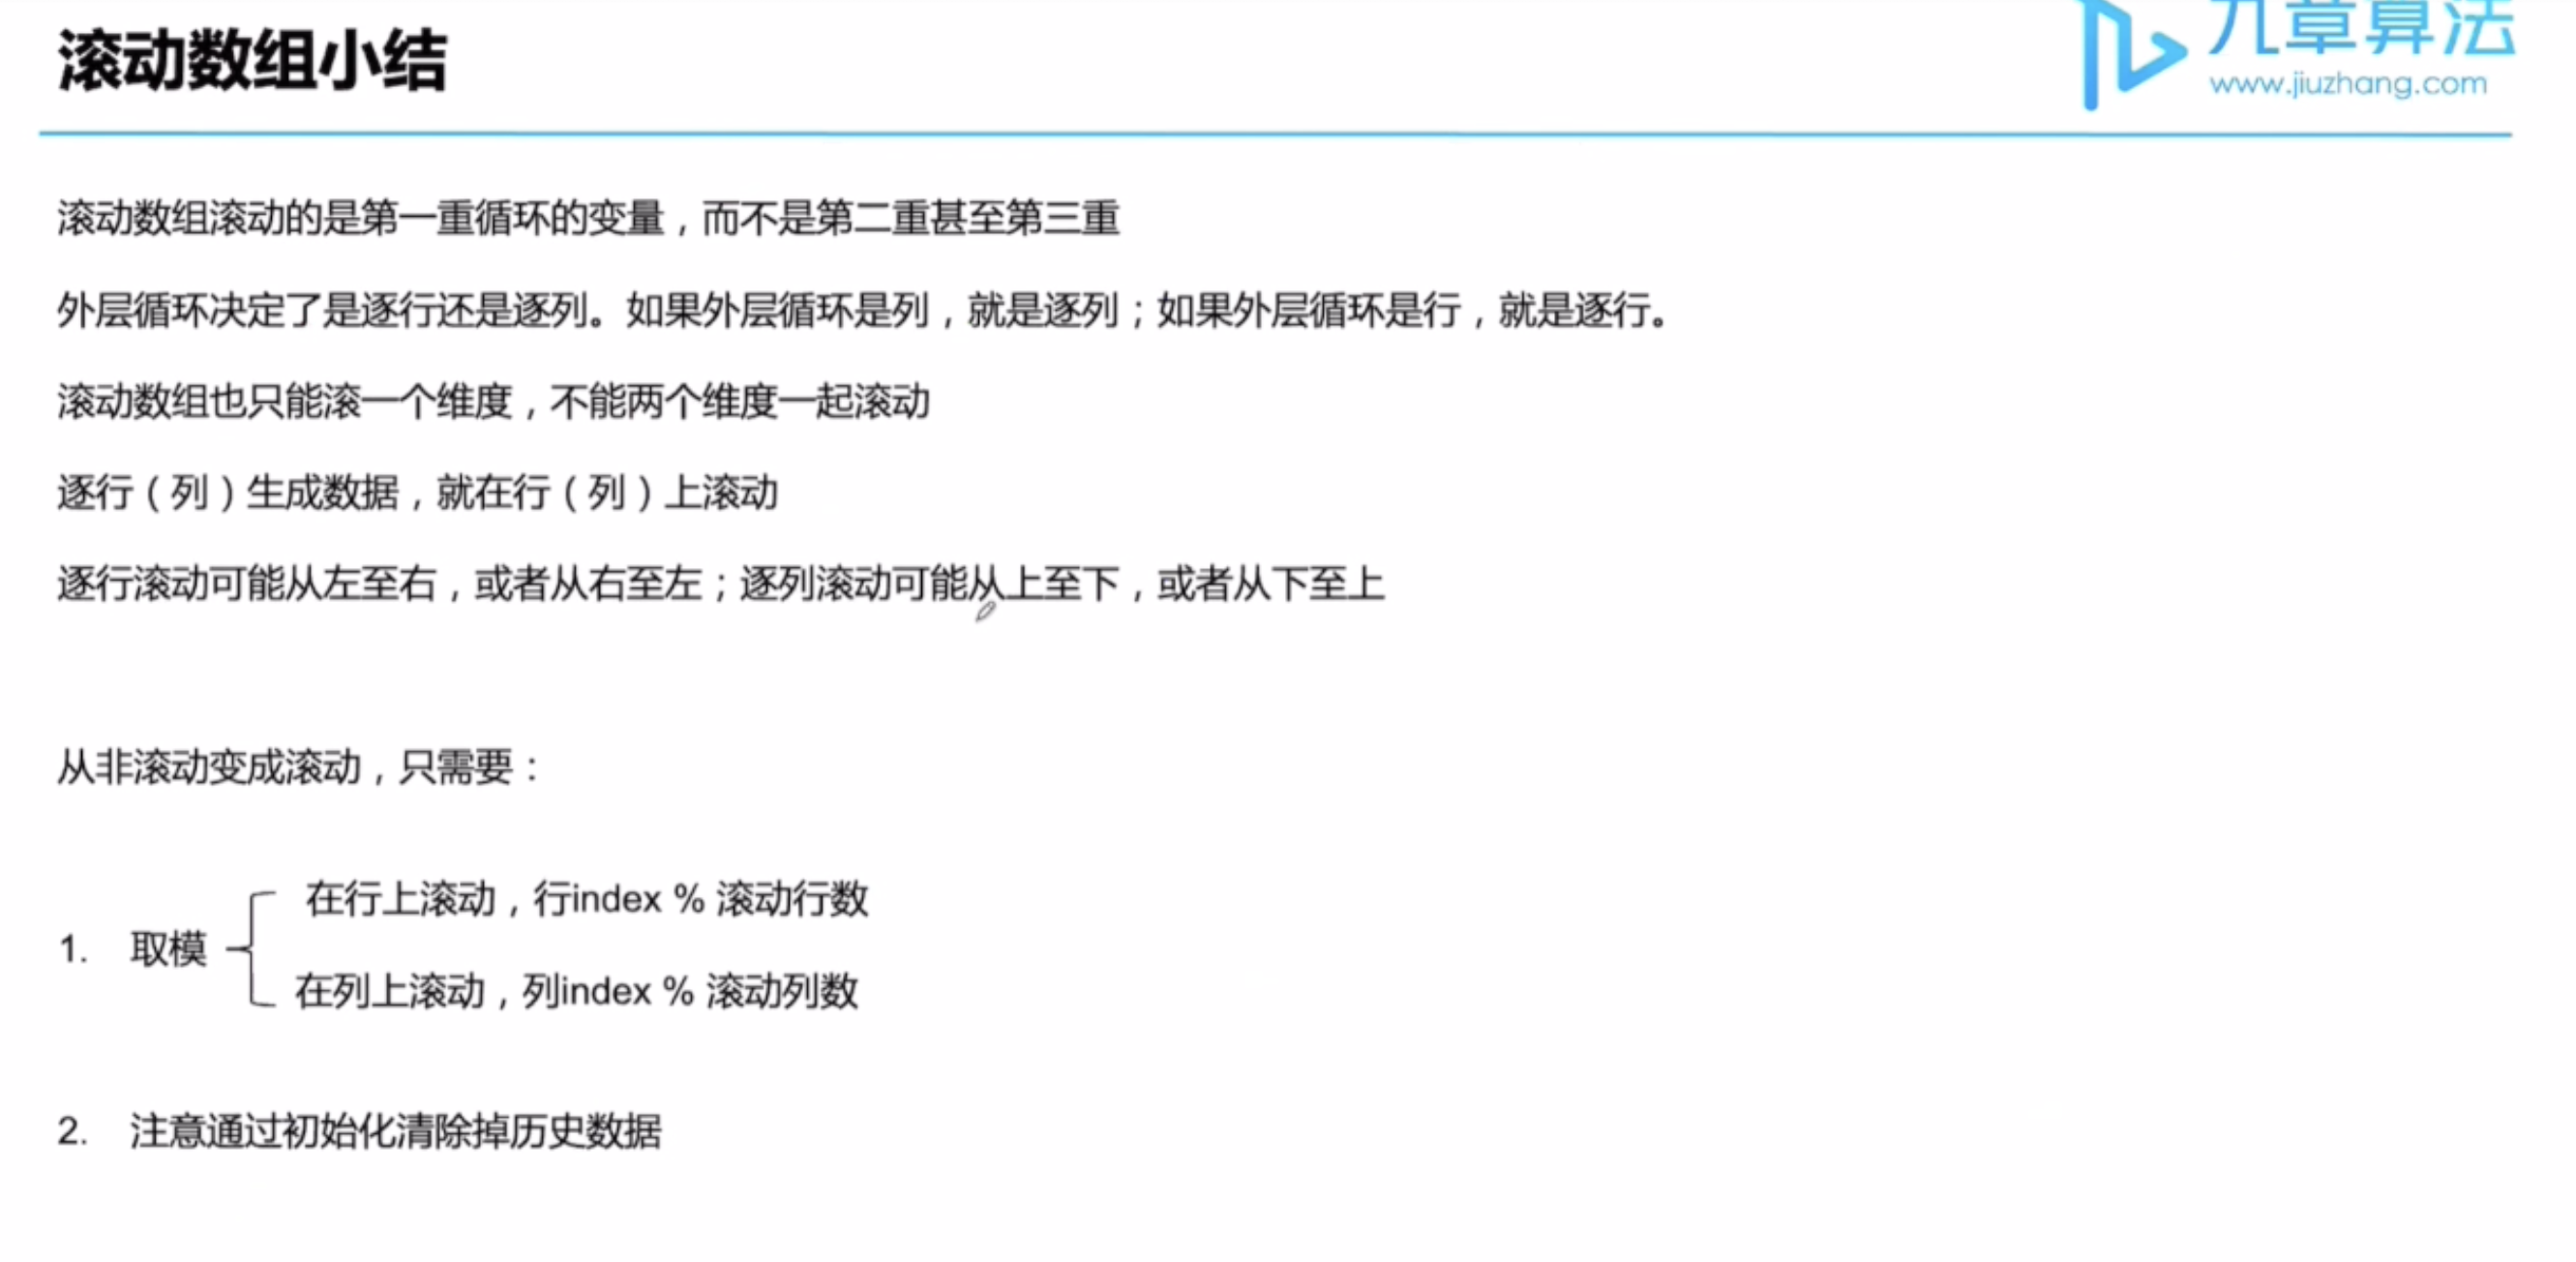 滚动数组小结
九章算法
www.jiuzhang.com
滚动数组滚动的是第一重循环的变量，而不是第二重甚至第三重
外层循环决定了是逐行还是逐列。如果外层循环是列，就是逐列；如果外层循环是行，就是逐行。
滚动数组也只能滚一个维度，不能两个维度一起滚动
逐行（列）生成数据，就在行（列）上滚动
逐行滚动可能从左至右，或者从右至左；逐列滚动可能从上至下，或者从下至上
从非滚动变成滚动，只需要：
在行上滚动，行index % 滚动行数
1. 取模
在列上滚动，列index % 滚动列数
2. 注意通过初始化清除掉历史数据